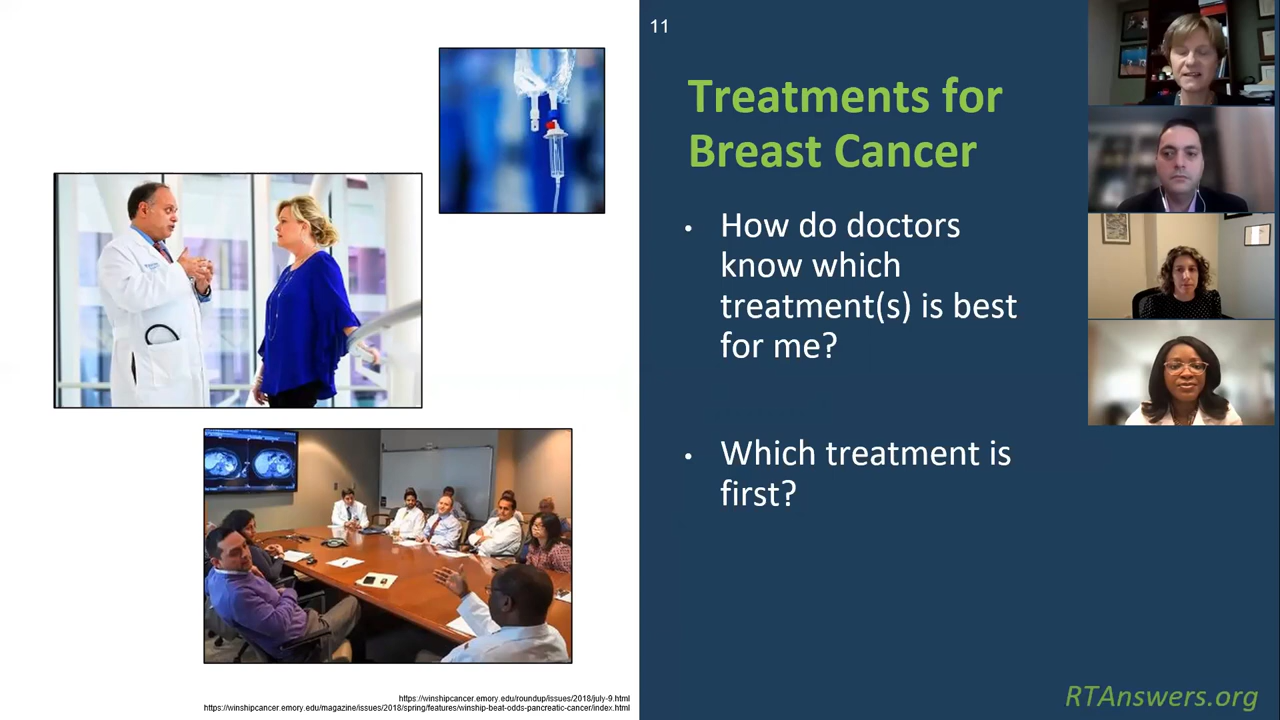 11
Treatments for
Breast Cancer
• How do doctors
know which
treatment(s) is best
for me?
• Which treatment is
first?
https://winshipcancer.emory.edu/roundup/issues/2018/july-9.html
https://winshipcancer.emory.edu/magazine/issues/2018/spring/features/winship-beat-odds-pancreatic-cancer/index.html
RTAnswers.org